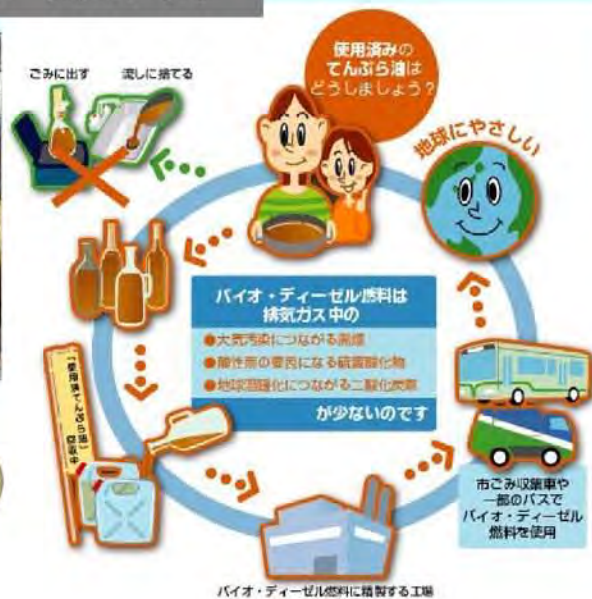 使用済みの
てんぷら油は
どうしましょう?
ごみに出す
流しに捨てる
地球にやさしい
バイオ・ディーゼル燃料は
排気ガス中の
●大気汚染につながる黒煙
●酸性雨の要因になる硫黄酸化物
●地球温暖化につながる二酸化炭素
が少ないのです
「使用済てんぷら油」
回収中
市ごみ収集車や
一部のバスで
バイオ・ディーゼル
燃料を使用
バイオ・ディーゼル燃料に精製する工場